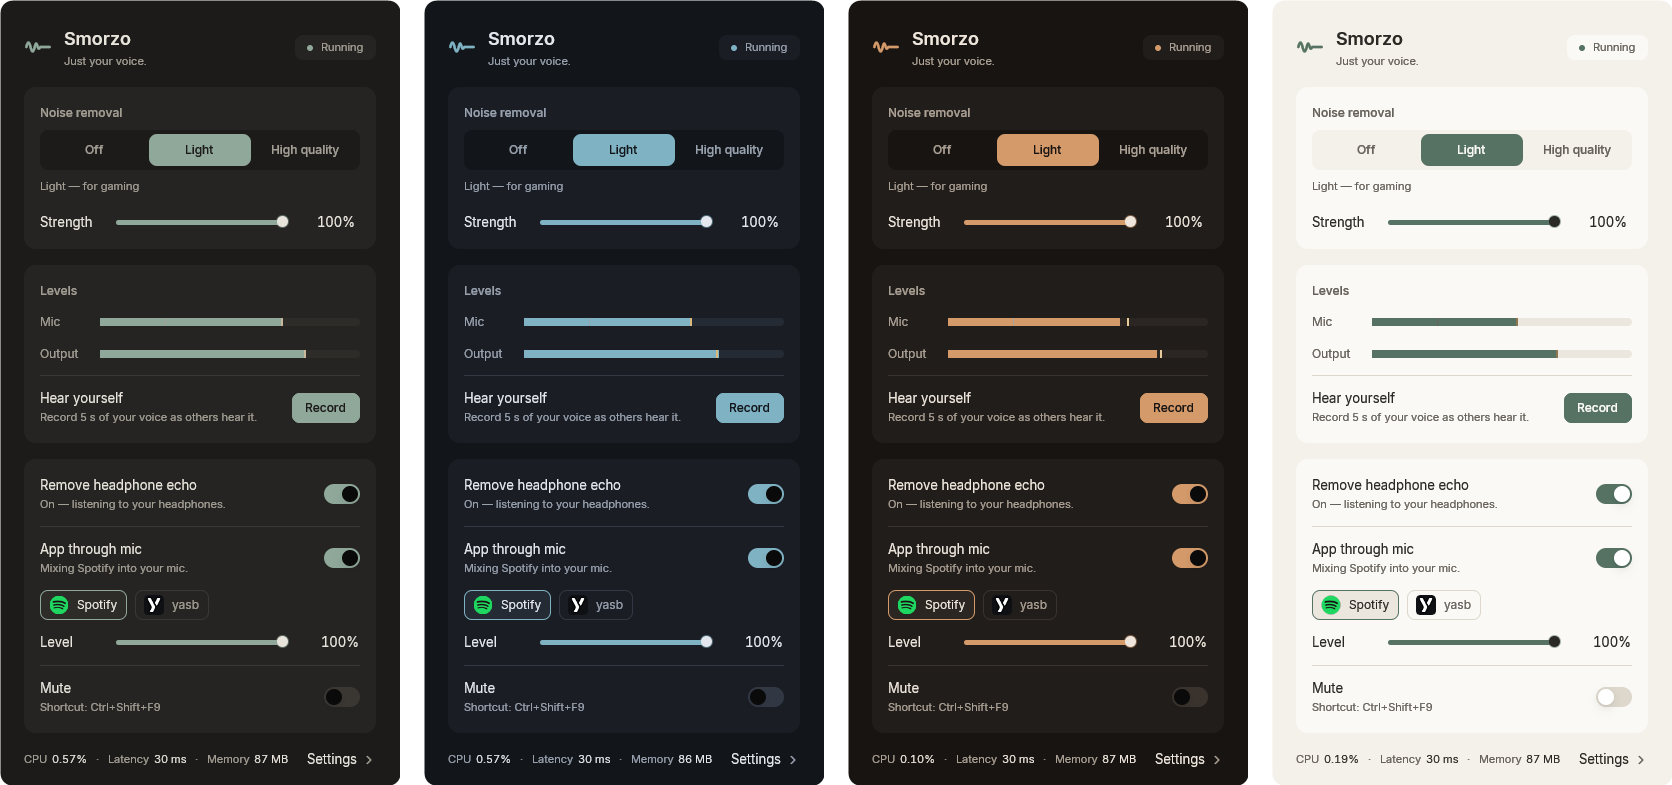 Smorzo
Just your voice.
Running
Noise removal
Off Light High quality
Light — for gaming
Strength 100%
Levels
Mic
Output
Hear yourself
Record 5 s of your voice as others hear it.
Record
Remove headphone echo
On — listening to your headphones.
App through mic
Mixing Spotify into your mic.
Spotify yasb
Level 100%
Mute
Shortcut: Ctrl+Shift+F9
CPU 0.57% · Latency 30 ms · Memory 87 MB Settings
Smorzo
Just your voice.
Running
Noise removal
Off Light High quality
Light — for gaming
Strength 100%
Levels
Mic
Output
Hear yourself
Record 5 s of your voice as others hear it.
Record
Remove headphone echo
On — listening to your headphones.
App through mic
Mixing Spotify into your mic.
Spotify yasb
Level 100%
Mute
Shortcut: Ctrl+Shift+F9
CPU 0.57% · Latency 30 ms · Memory 86 MB Settings
Smorzo
Just your voice.
Running
Noise removal
Off Light High quality
Light — for gaming
Strength 100%
Levels
Mic
Output
Hear yourself
Record 5 s of your voice as others hear it.
Record
Remove headphone echo
On — listening to your headphones.
App through mic
Mixing Spotify into your mic.
Spotify yasb
Level 100%
Mute
Shortcut: Ctrl+Shift+F9
CPU 0.10% · Latency 30 ms · Memory 87 MB Settings
Smorzo
Just your voice.
Running
Noise removal
Off Light High quality
Light — for gaming
Strength 100%
Levels
Mic
Output
Hear yourself
Record 5 s of your voice as others hear it.
Record
Remove headphone echo
On — listening to your headphones.
App through mic
Mixing Spotify into your mic.
Spotify yasb
Level 100%
Mute
Shortcut: Ctrl+Shift+F9
CPU 0.19% · Latency 30 ms · Memory 87 MB Settings